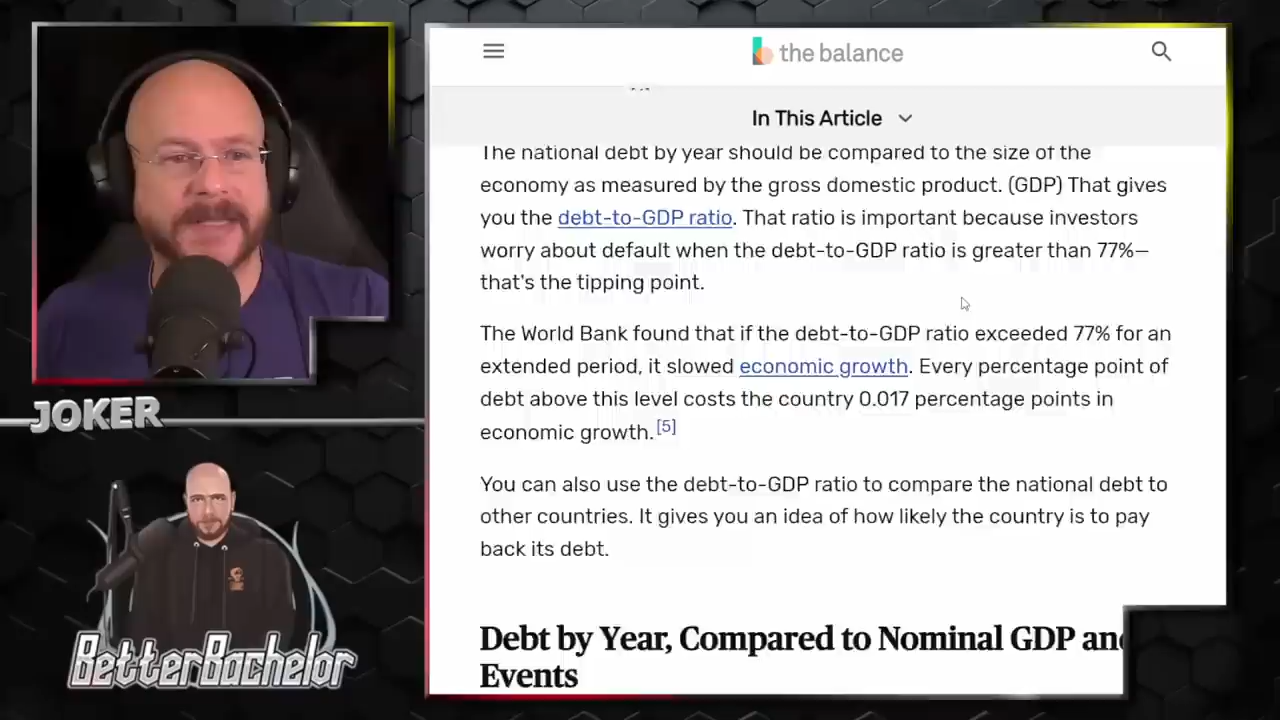 the balance
In This Article
The national debt by year should be compared to the size of the
economy as measured by the gross domestic product. (GDP) That gives
you the debt-to-GDP ratio. That ratio is important because investors
worry about default when the debt-to-GDP ratio is greater than 77%—
that's the tipping point.
The World Bank found that if the debt-to-GDP ratio exceeded 77% for an
extended period, it slowed economic growth. Every percentage point of
debt above this level costs the country 0.017 percentage points in
economic growth.[5]
You can also use the debt-to-GDP ratio to compare the national debt to
other countries. It gives you an idea of how likely the country is to pay
back its debt.
Debt by Year, Compared to Nominal GDP and
Events
JOKER
BetterBachelor